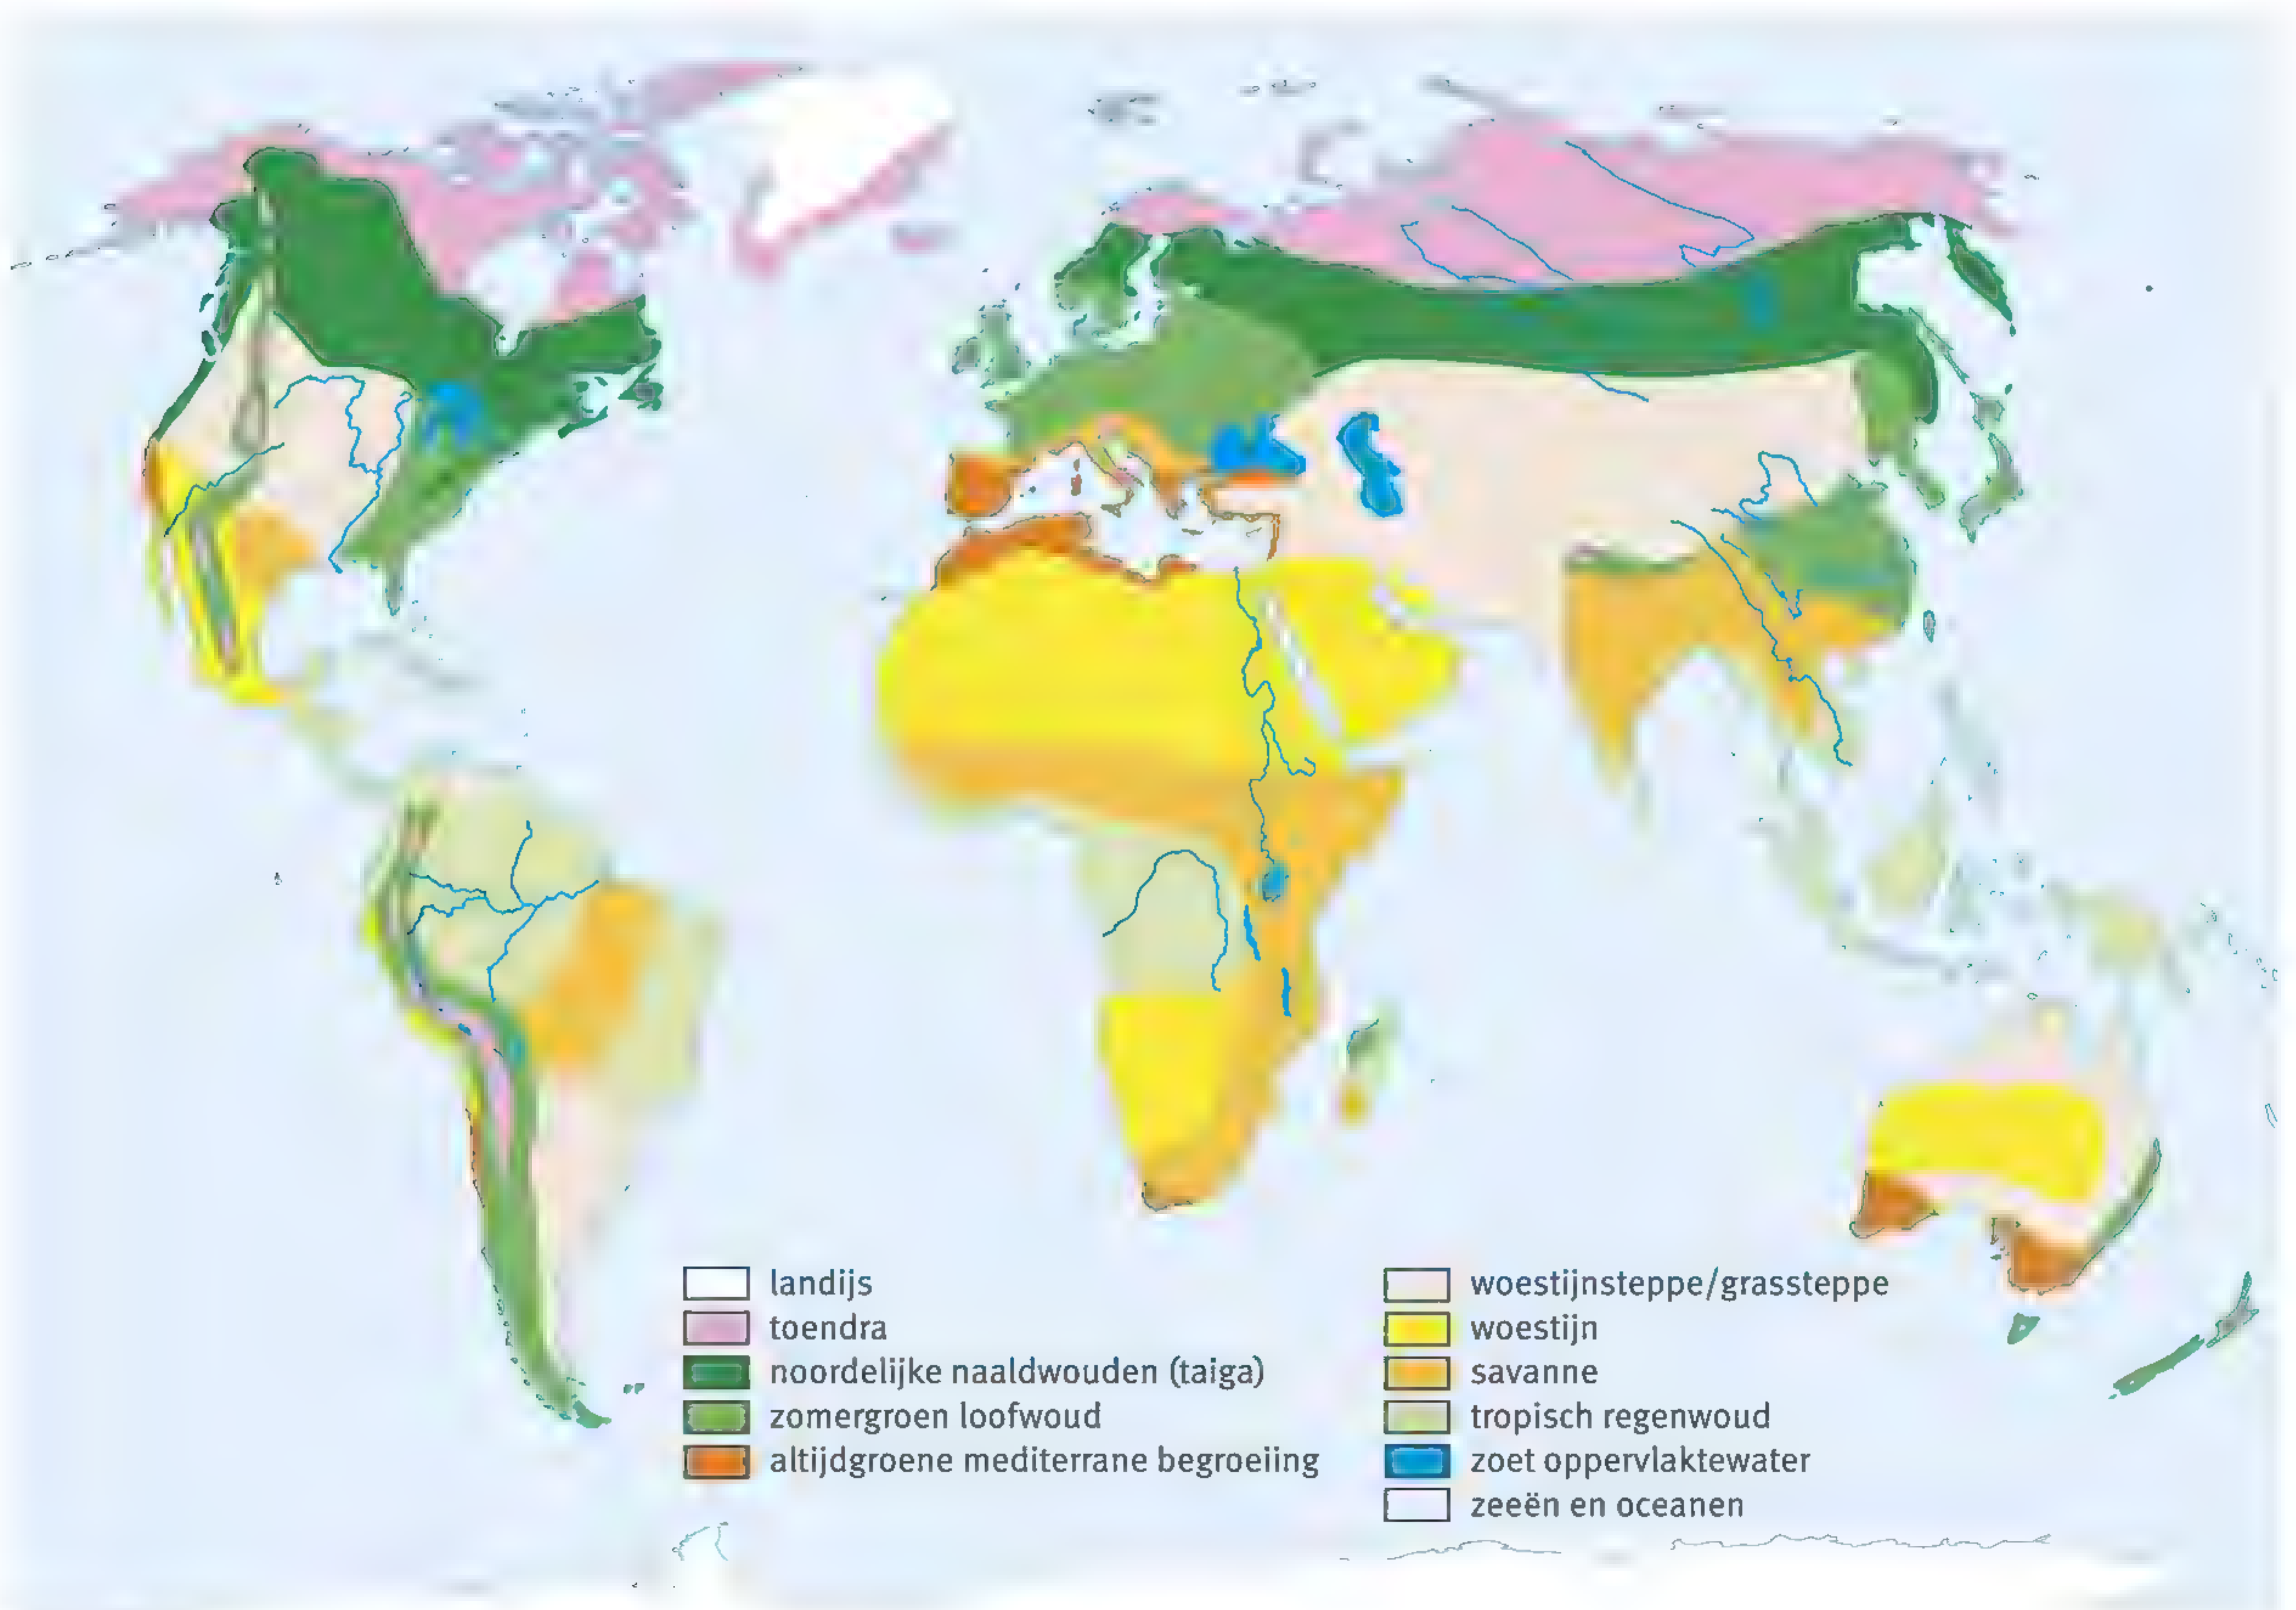 landijs
toendra
noordelijke naaldwouden (taiga)
zomergroen loofwoud
altijdgroene mediterrane begroeiing
woestijnsteppe/grassteppe
woestijn
savanne
tropisch regenwoud
zoet oppervlaktewater
zeeën en oceanen